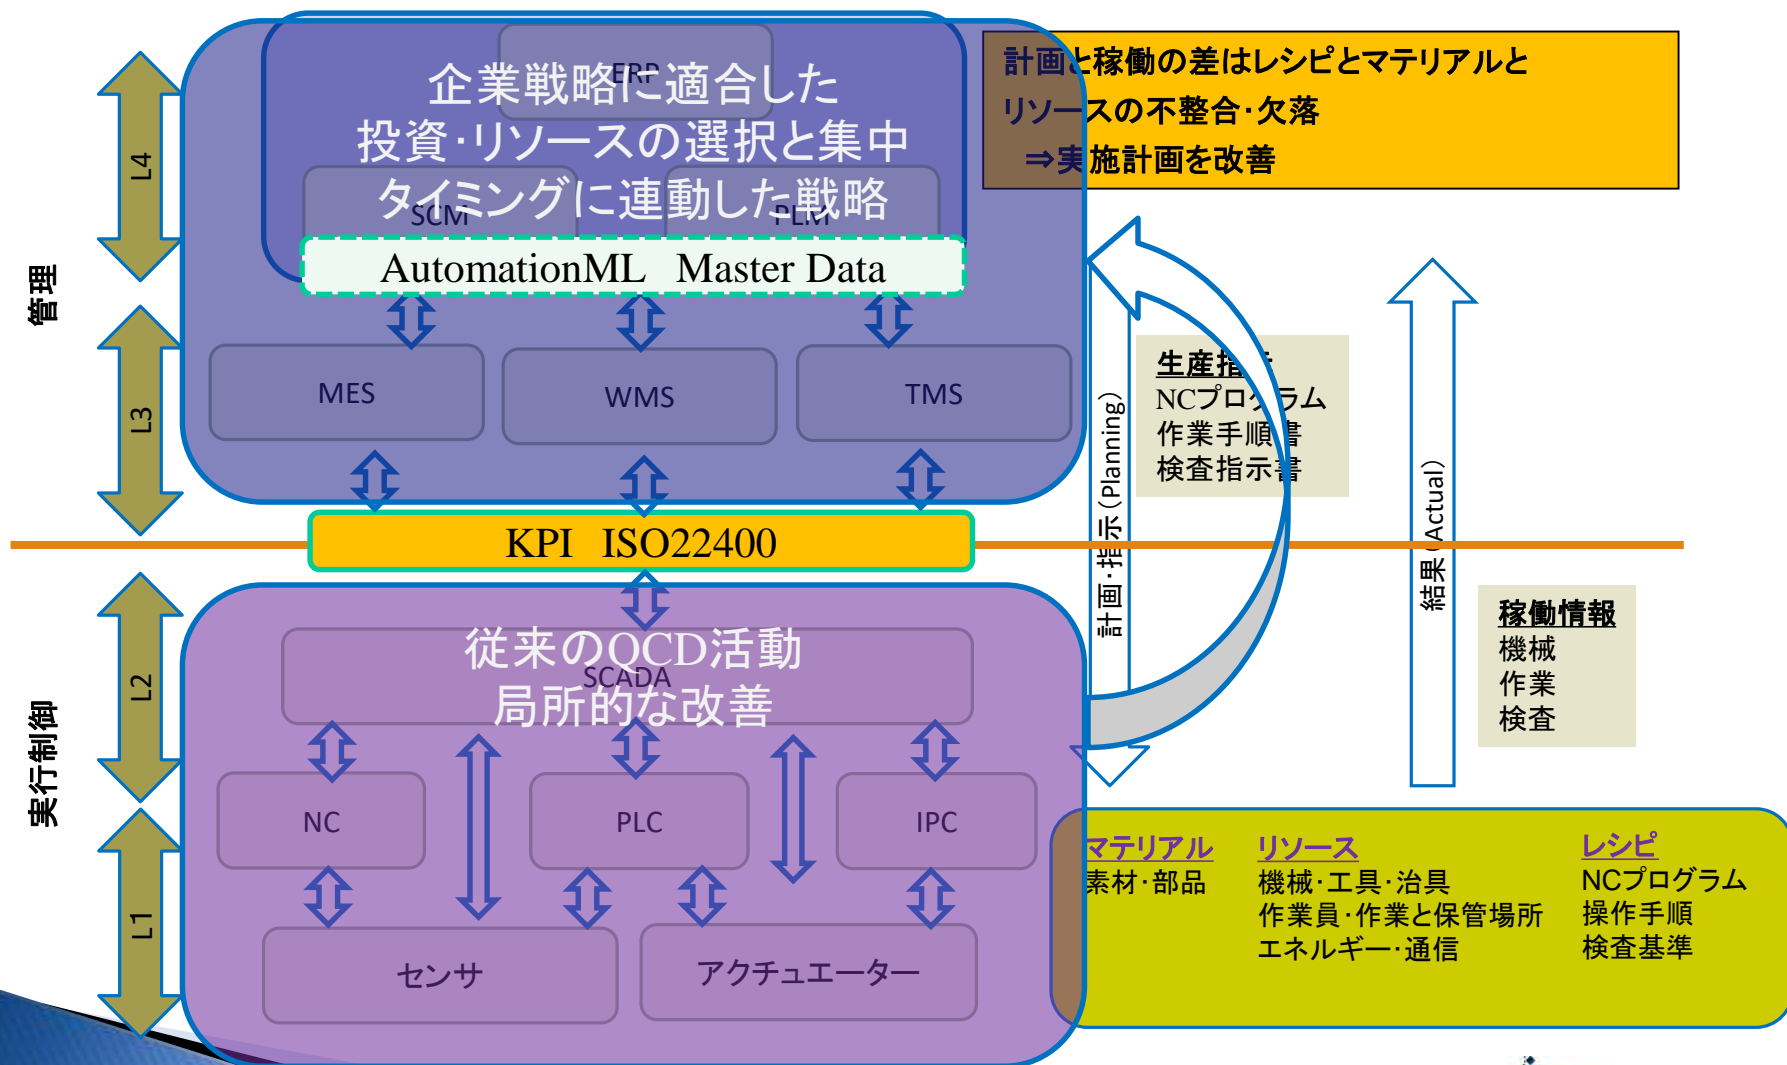 ERP
企業戦略に適合した
投資･リソースの選択と集中
タイミングに連動した戦略
SCM
PLM
AutomationML Master Data
計画と稼働の差はレシピとマテリアルと
リソースの不整合･欠落
⇒実施計画を改善
管理
L4
L3
MES
WMS
TMS
KPI ISO22400
計画･指示(Planning)
生産指示
NCプログラム
作業手順書
検査指示書
結果(Actual)
稼働情報
機械
作業
検査
実行制御
L2
L1
従来のQCD活動
SCADA
局所的な改善
NC
PLC
IPC
センサ
アクチュエーター
マテリアル
素材･部品
リソース
機械･工具･治具
作業員･作業と保管場所
エネルギー･通信
レシピ
NCプログラム
操作手順
検査基準